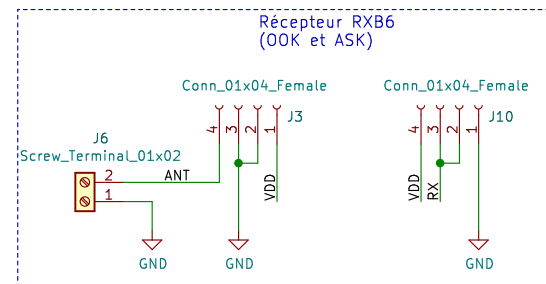 Récepteur RXB6
(OOK et ASK)
Conn_01x04_Female
Conn_01x04_Female
4
3
2
1
J3
4
3
2
1
J10
J6
Screw_Terminal_01x02
2
ANT
1
VDD
VDD
RX
GND
GND
GND